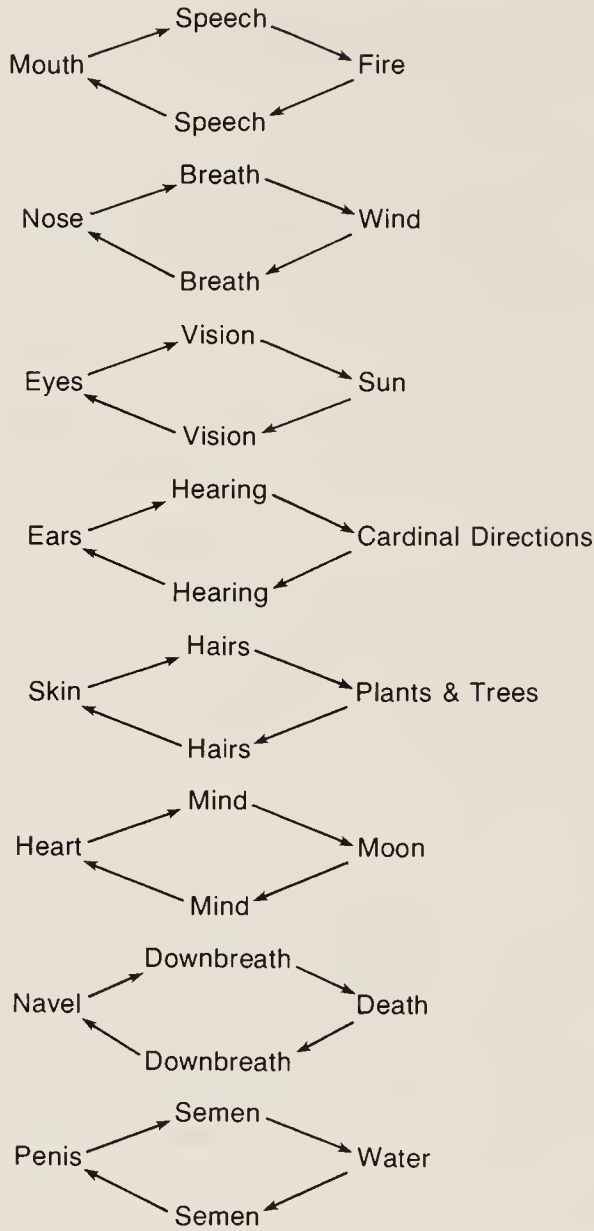 Speech
Mouth Fire
Speech
Breath
Nose Wind
Breath
Vision
Eyes Sun
Vision
Hearing
Ears Cardinal Directions
Hearing
Hairs
Skin Plants & Trees
Hairs
Mind
Heart Moon
Mind
Downbreath
Navel Death
Downbreath
Semen
Penis Water
Semen